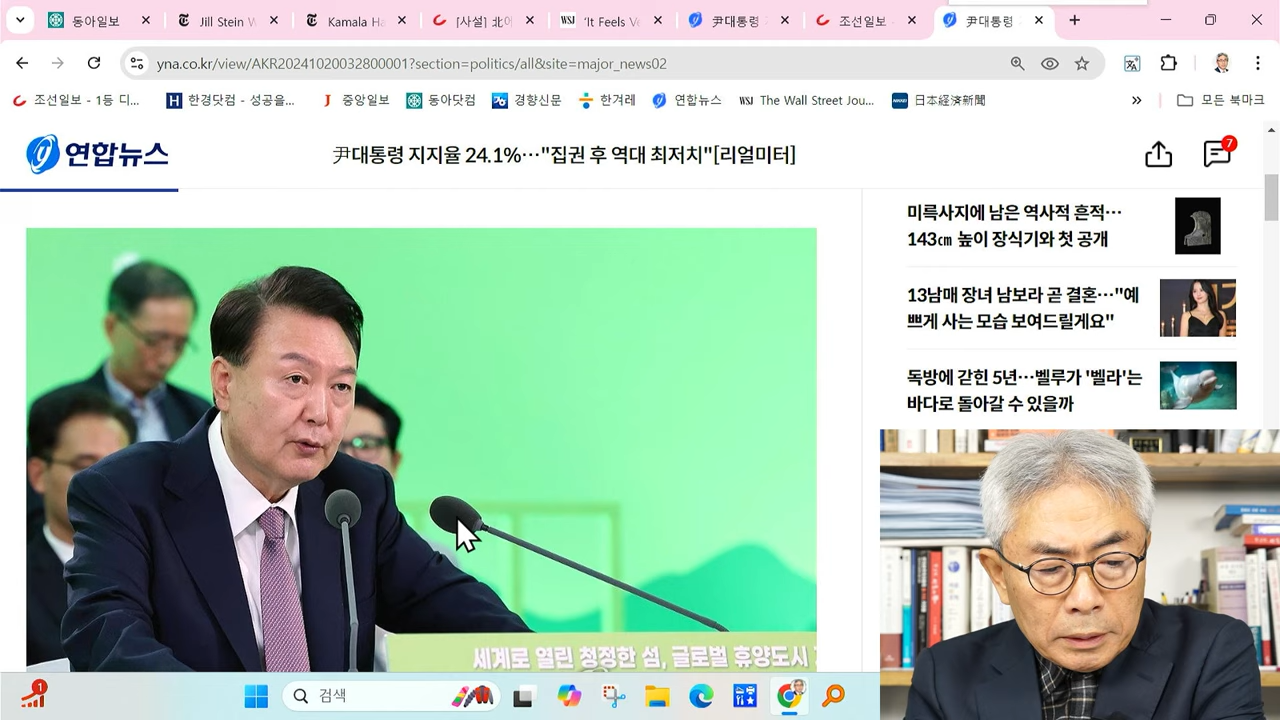 동아일보
Jill Stein W
Kamala Ha
[사설] 北에
'It Feels Ve
尹대통령
조선일보
尹대통령
yna.co.kr/view/AKR20241020032800001?section=politics/all&site=major_news02
조선일보 - 1등 디...
한경닷컴 - 성공을...
중앙일보
동아닷컴
경향신문
한겨레
연합뉴스
WSJ The Wall Street Jou...
日本経済新聞
모든 북마크
연합뉴스
尹대통령 지지율 24.1%…"집권 후 역대 최저치"[리얼미터]
7
미륵사지에 남은 역사적 흔적…
143㎝ 높이 장식기와 첫 공개
13남매 장녀 남보라 곧 결혼…"예
쁘게 사는 모습 보여드릴게요"
독방에 갇힌 5년…벨루가 '벨라'는
바다로 돌아갈 수 있을까
세계로 열린 청정한 섬, 글로벌 휴양도시
1
검색